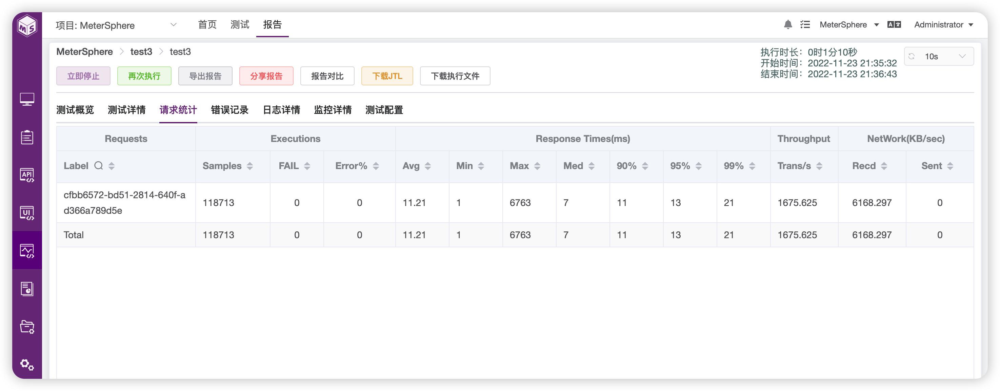 MS
项目: MeterSphere
首页 测试 报告
MeterSphere
Administrator
MeterSphere > test3 > test3
执行时长：0时1分10秒
开始时间：2022-11-23 21:35:32
结束时间：2022-11-23 21:36:43
10s
立即停止 再次执行 导出报告 分享报告 报告对比 下载JTL 下载执行文件
测试概览 测试详情 请求统计 错误记录 日志详情 监控详情 测试配置
Requests Executions Response Times(ms) Throughput NetWork(KB/sec)
Label Samples FAIL Error% Avg Min Max Med 90% 95% 99% Trans/s Recd Sent
cfbb6572-bd51-2814-640f-a
d366a789d5e
118713 0 0 11.21 1 6763 7 11 13 21 1675.625 6168.297 0
Total 118713 0 0 11.21 1 6763 7 11 13 21 1675.625 6168.297 0
API
UI